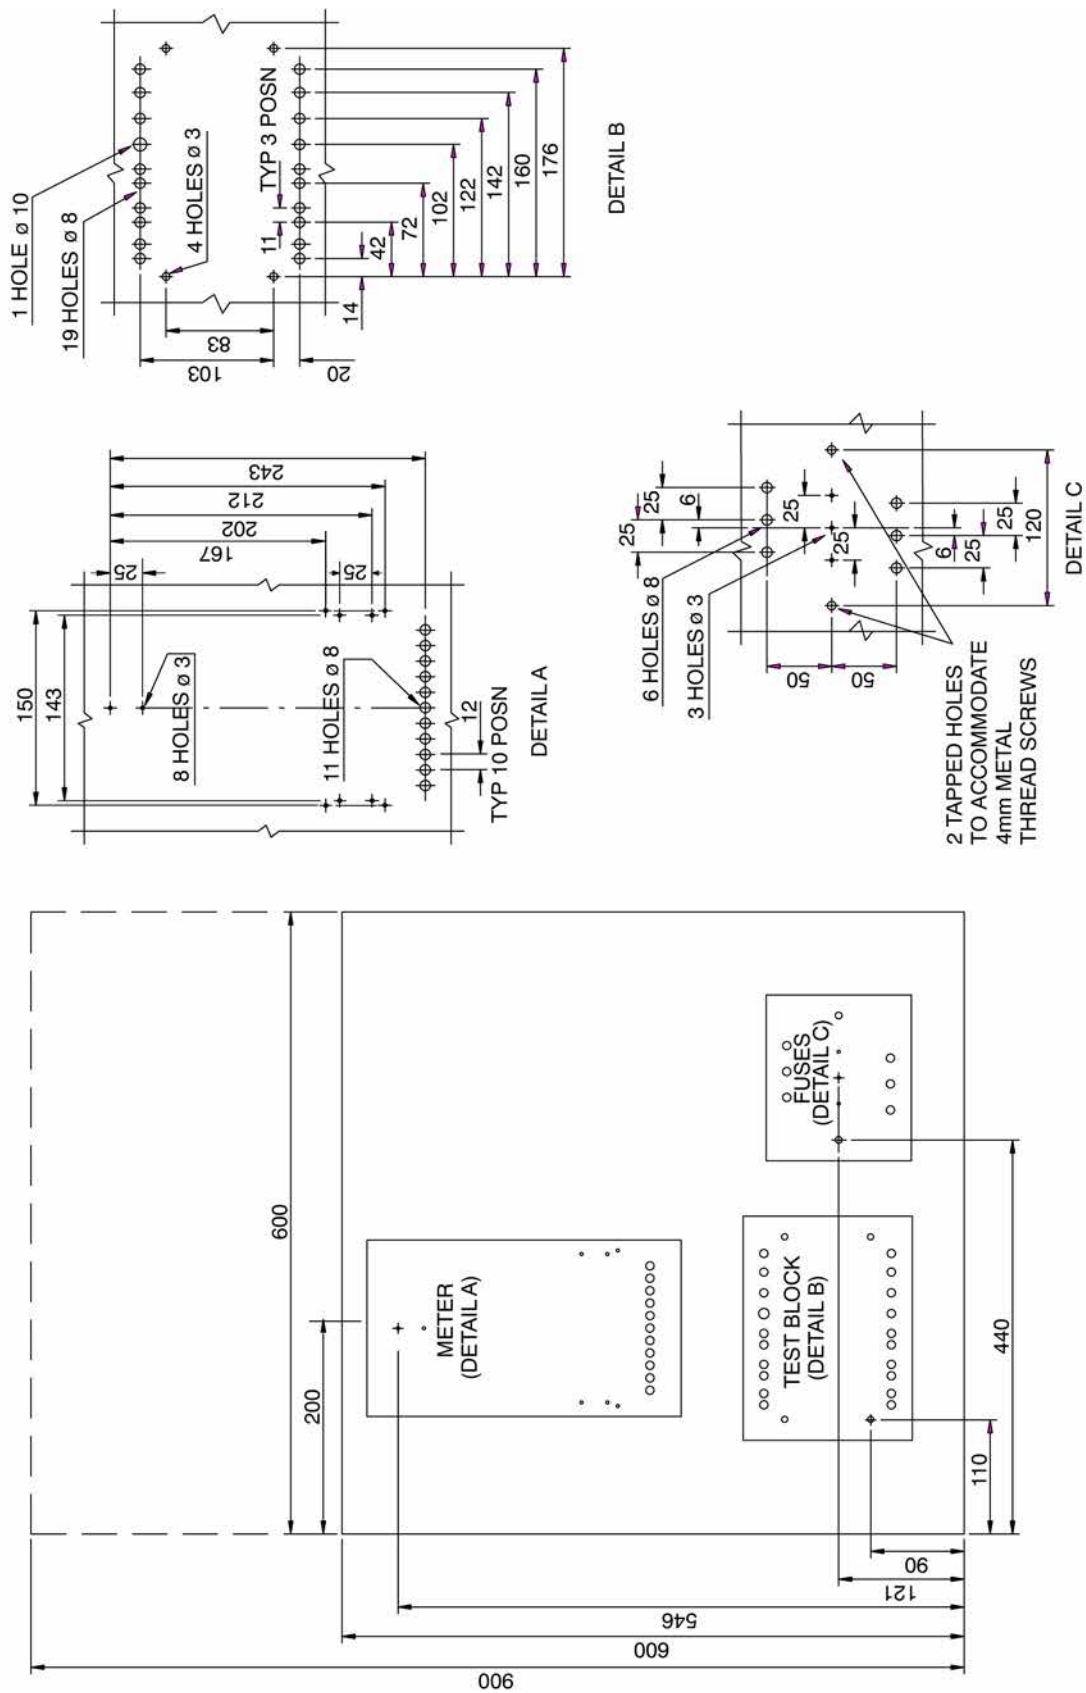 1 HOLE ø 10
19 HOLES ø 8
4 HOLES ø 3
TYP 3 POSN
11
14
42
72
102
122
142
160
176
83
103
20
DETAIL B
150
143
25
167
202
212
243
25
8 HOLES ø 3
11 HOLES ø 8
12
TYP 10 POSN
DETAIL A
6 HOLES ø 8
3 HOLES ø 3
25
25
6
25
25
6
25
25
120
50
50
DETAIL C
2 TAPPED HOLES
TO ACCOMMODATE
4mm METAL
THREAD SCREWS
600
200
METER
(DETAIL A)
TEST BLOCK
(DETAIL B)
FUSES
(DETAIL C)
110
440
90
121
546
600
900